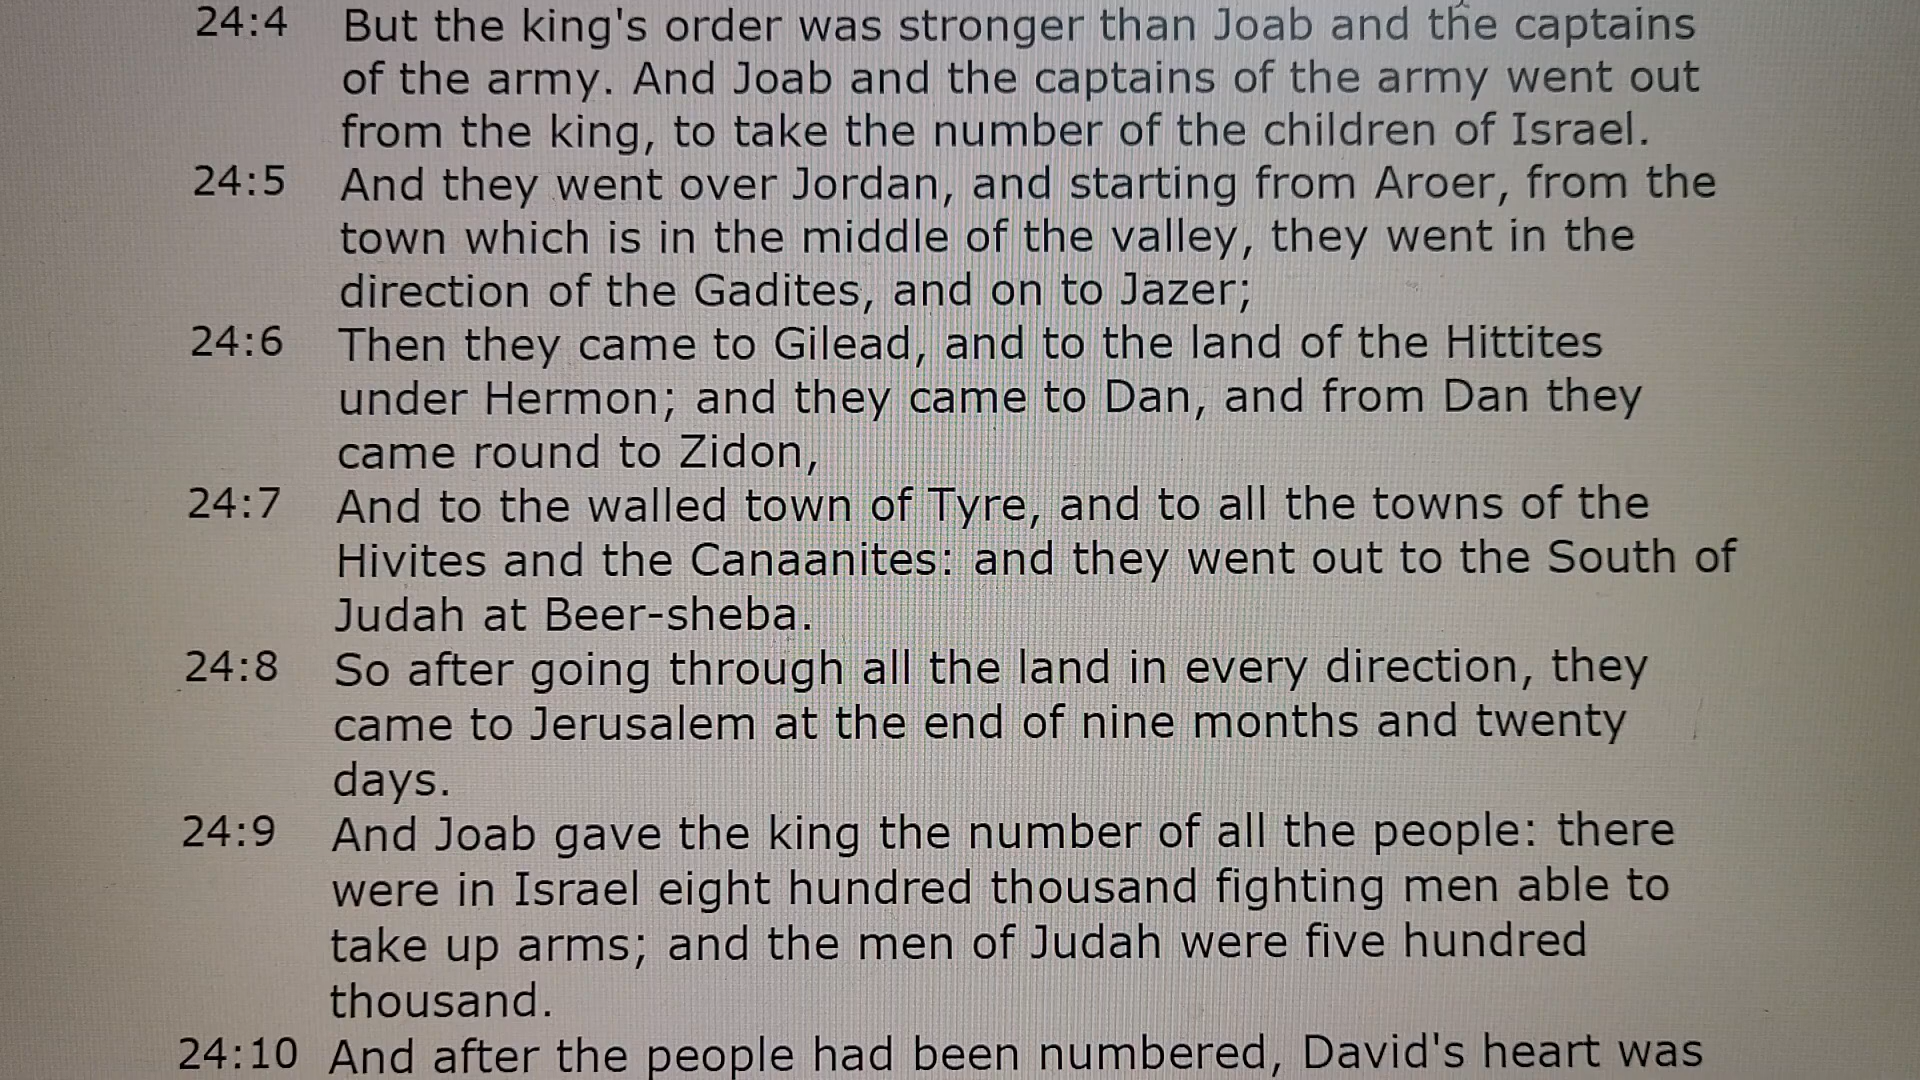 24:4 But the king's order was stronger than Joab and the captains
of the army. And Joab and the captains of the army went out
from the king, to take the number of the children of Israel.
24:5 And they went over Jordan, and starting from Aroer, from the
town which is in the middle of the valley, they went in the
direction of the Gadites, and on to Jazer;
24:6 Then they came to Gilead, and to the land of the Hittites
under Hermon; and they came to Dan, and from Dan they
came round to Zidon,
24:7 And to the walled town of Tyre, and to all the towns of the
Hivites and the Canaanites: and they went out to the South of
Judah at Beer-sheba.
24:8 So after going through all the land in every direction, they
came to Jerusalem at the end of nine months and twenty
days.
24:9 And Joab gave the king the number of all the people: there
were in Israel eight hundred thousand fighting men able to
take up arms; and the men of Judah were five hundred
thousand.
24:10 And after the people had been numbered, David's heart was